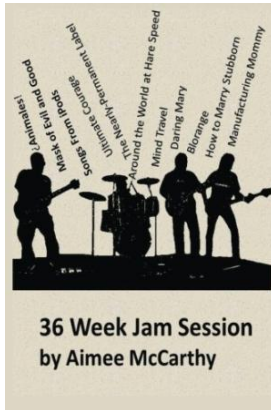 ¿Animales!
Mask of Evil and Good
Songs From iPods
Ultimate Courage
The Nearly-Permanent Label
Around the World at Hare Speed
Mind Travel
Daring Mary
Blorange
How to Marry Stubborn
Manufacturing Mommy
36 Week Jam Session
by Aimee McCarthy